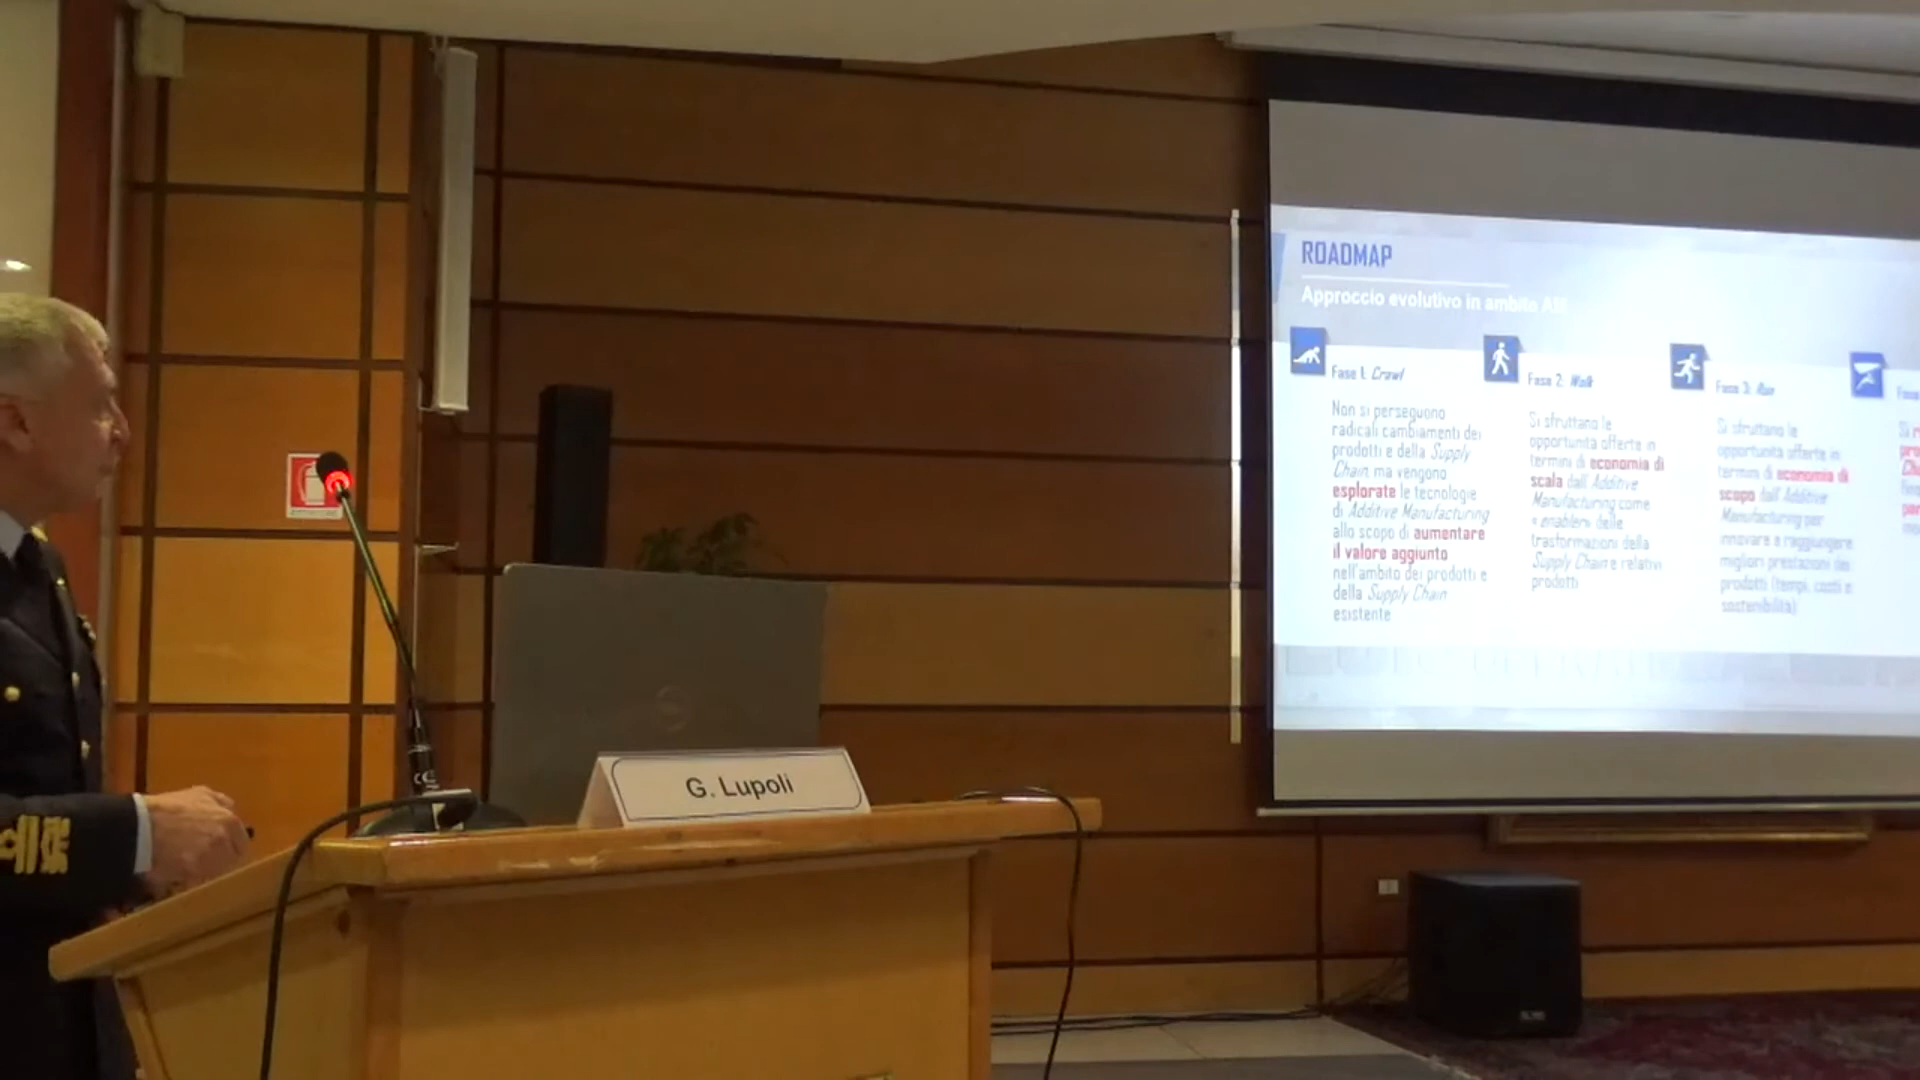 ROADMAP
Approccio evolutivo in ambito AM
Fase 1: Crawl
Non si perseguono
radicali cambiamenti dei
prodotti e della Supply
Chain ma vengono
esplorate le tecnologie
di Additive Manufacturing
allo scopo di aumentare
il valore aggiunto
nell'ambito dei prodotti e
della Supply Chain
esistente
Fase 2: Walk
Si sfruttano le
opportunità offerte in
termini di economia di
scala dall'Additive
Manufacturing come
«enabler» delle
trasformazioni della
Supply Chain e relativi
prodotti
Fase 3: Run
Si sfruttano le
opportunità offerte in
termini di economia di
scopo dall'Additive
Manufacturing per
innovare e raggiungere
migliori prestazioni dei
prodotti (tempi, costi e
sostenibilità)
Fase
Si
G. Lupoli